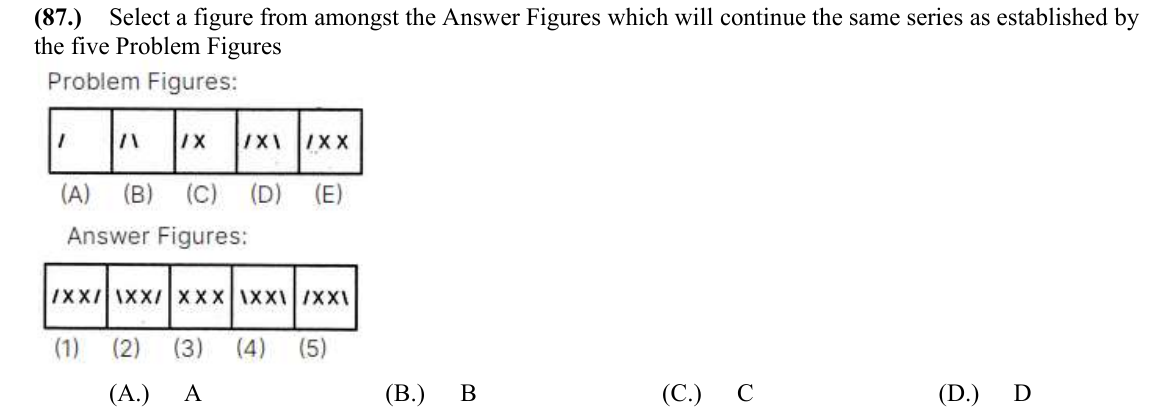 (87.) Select a figure from amongst the Answer Figures which will continue the same series as established by
the five Problem Figures
Problem Figures:
/ /\ /X /X\ /XX
(A) (B) (C) (D) (E)
Answer Figures:
/XX/ \XX/ XXX \XX\ /XX\
(1) (2) (3) (4) (5)
(A.) A (B.) B (C.) C (D.) D